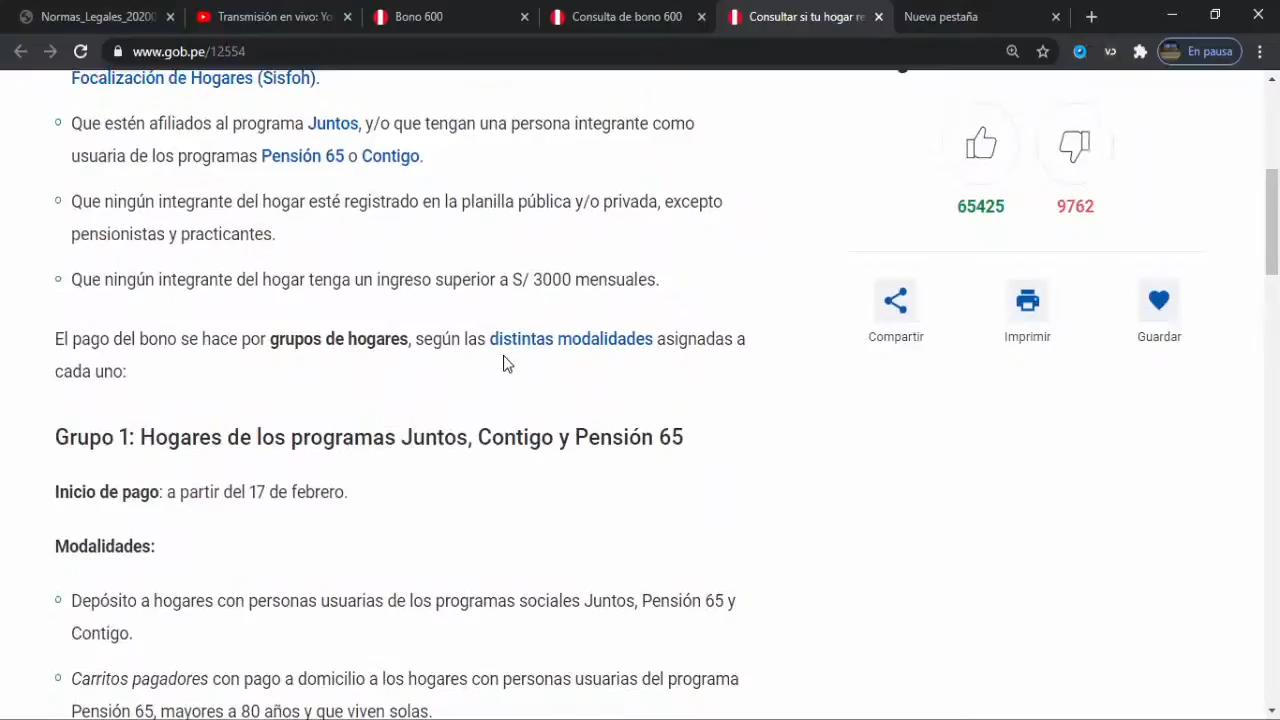 Normas_Legales_20200
Transmisión en vivo: Yo
Bono 600
Consulta de bono 600
Consultar si tu hogar re
Nueva pestaña
www.gob.pe/12554
En pausa
Focalización de Hogares (Sisfoh).
Que estén afiliados al programa Juntos, y/o que tengan una persona integrante como
usuaria de los programas Pensión 65 o Contigo.
Que ningún integrante del hogar esté registrado en la planilla pública y/o privada, excepto
pensionistas y practicantes.
Que ningún integrante del hogar tenga un ingreso superior a S/ 3000 mensuales.
El pago del bono se hace por grupos de hogares, según las distintas modalidades asignadas a
cada uno:
Grupo 1: Hogares de los programas Juntos, Contigo y Pensión 65
Inicio de pago: a partir del 17 de febrero.
Modalidades:
Depósito a hogares con personas usuarias de los programas sociales Juntos, Pensión 65 y
Contigo.
Carritos pagadores con pago a domicilio a los hogares con personas usuarias del programa
Pensión 65, mayores a 80 años y que viven solas.
65425
9762
Compartir
Imprimir
Guardar